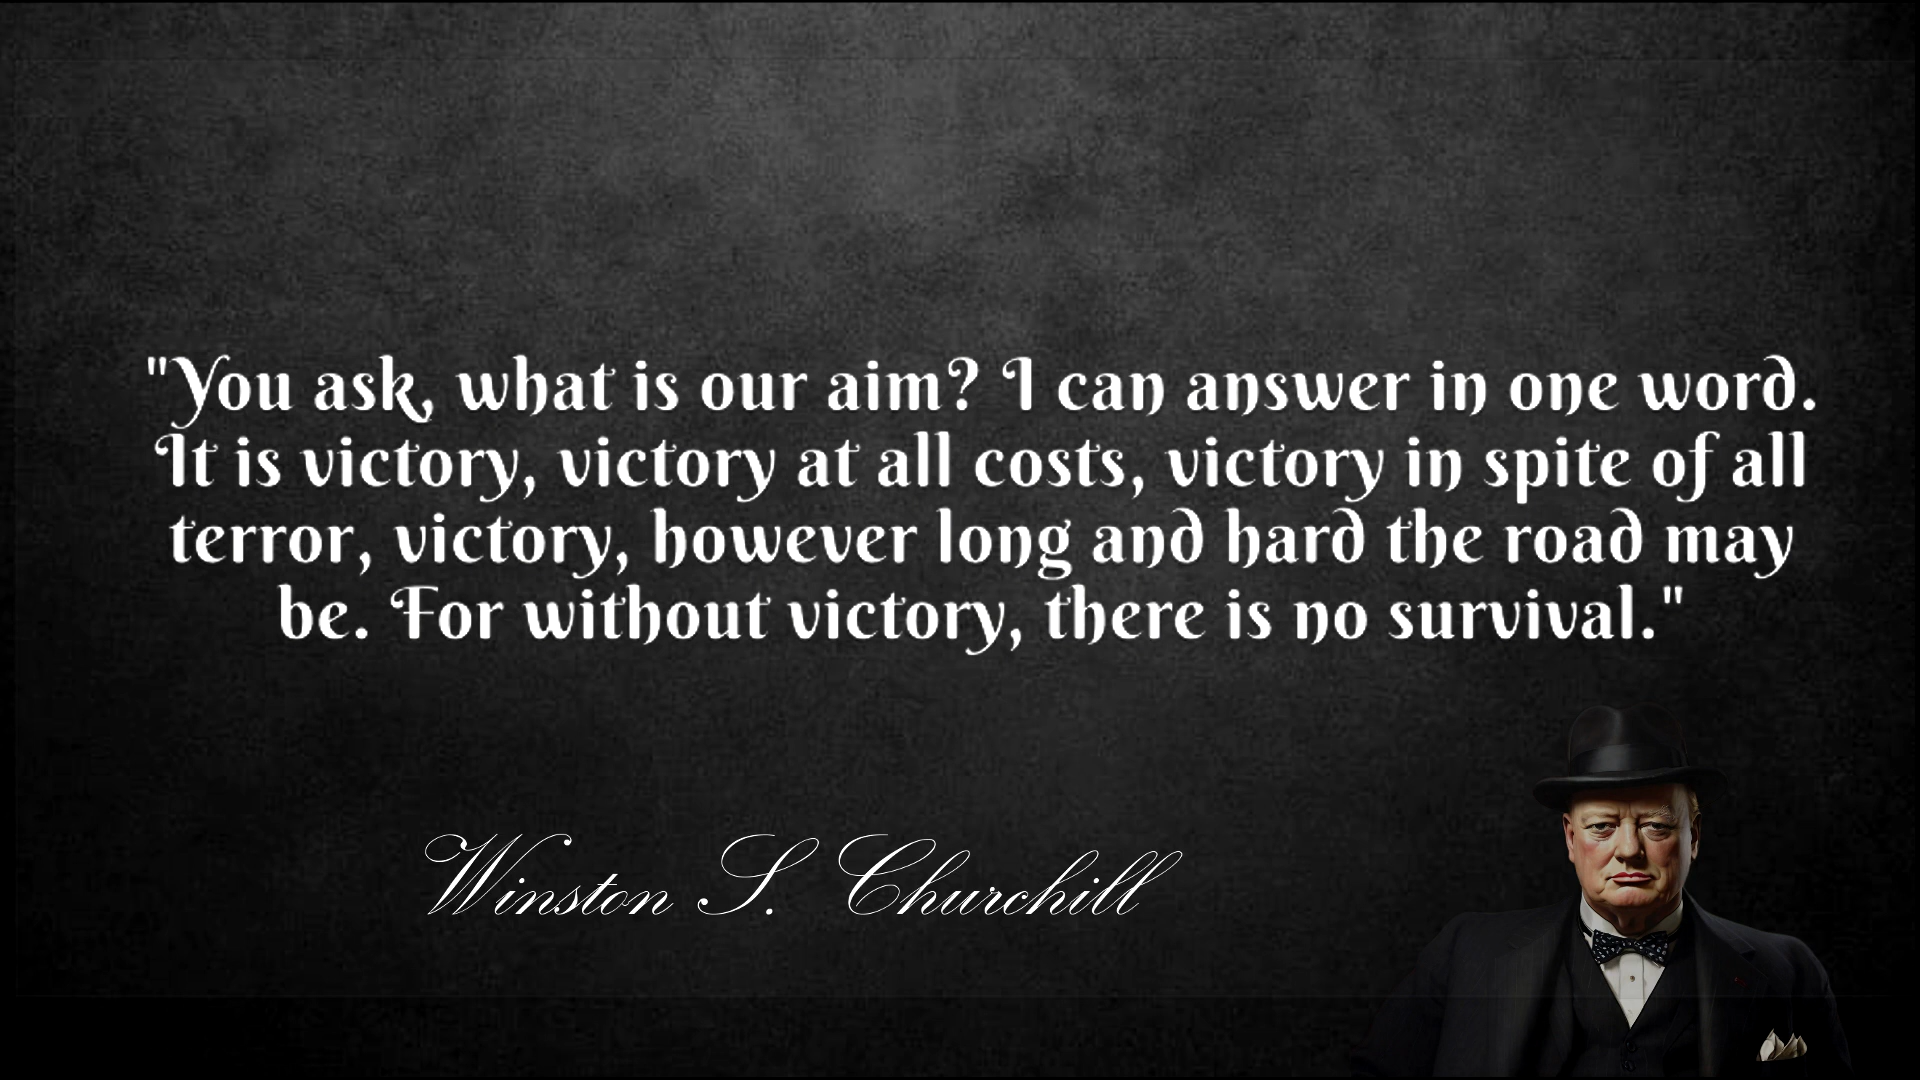 "You ask, what is our aim? I can answer in one word.
It is victory, victory at all costs, victory in spite of all
terror, victory, however long and hard the road may
be. For without victory, there is no survival."
Winston S. Churchill